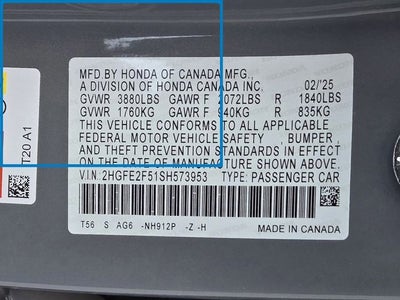 MFD BY HONDA OF CANADA MFG.,
A DIVISION OF HONDA CANADA INC. 02/'25
GVWR 3880LBS GAWR F 2072LBS R 1840LBS
GVWR 1760KG GAWR F 940KG R 835KG
THIS VEHICLE CONFORMS TO ALL APPLICABLE
FEDERAL MOTOR VEHICLE SAFETY , BUMPER ,
AND THEFT PREVENTION STANDARDS IN EFFECT
ON THE DATE OF MANUFACTURE SHOWN ABOVE.
V.I.N: 2HGFE2F51SH573953 TYPE: PASSENGER CAR
T56 S AG6 -NH912P -Z -H MADE IN CANADA
T20 A1